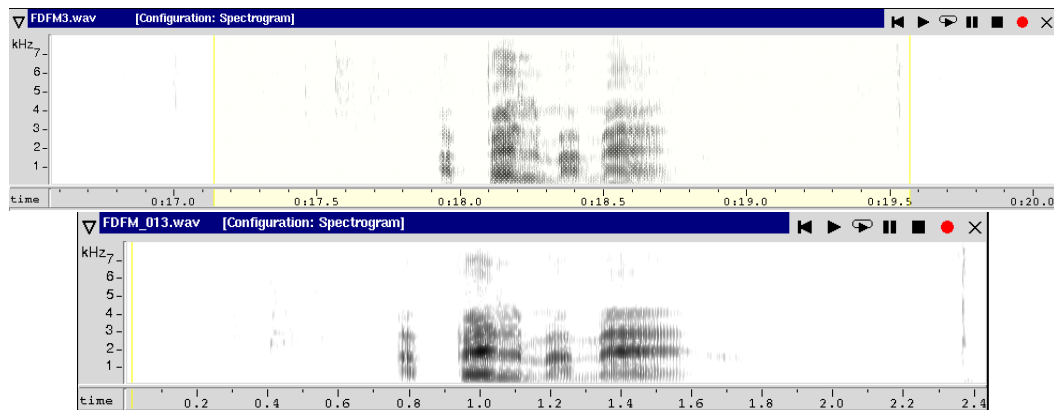 FDFM3.wav [Configuration: Spectrogram]
kHz
7
6
5
4
3
2
1
time 0:17.0 0:17.5 0:18.0 0:18.5 0:19.0 0:19.5 0:20.0
FDFM_013.wav [Configuration: Spectrogram]
kHz
7
6
5
4
3
2
1
time 0.2 0.4 0.6 0.8 1.0 1.2 1.4 1.6 1.8 2.0 2.2 2.4